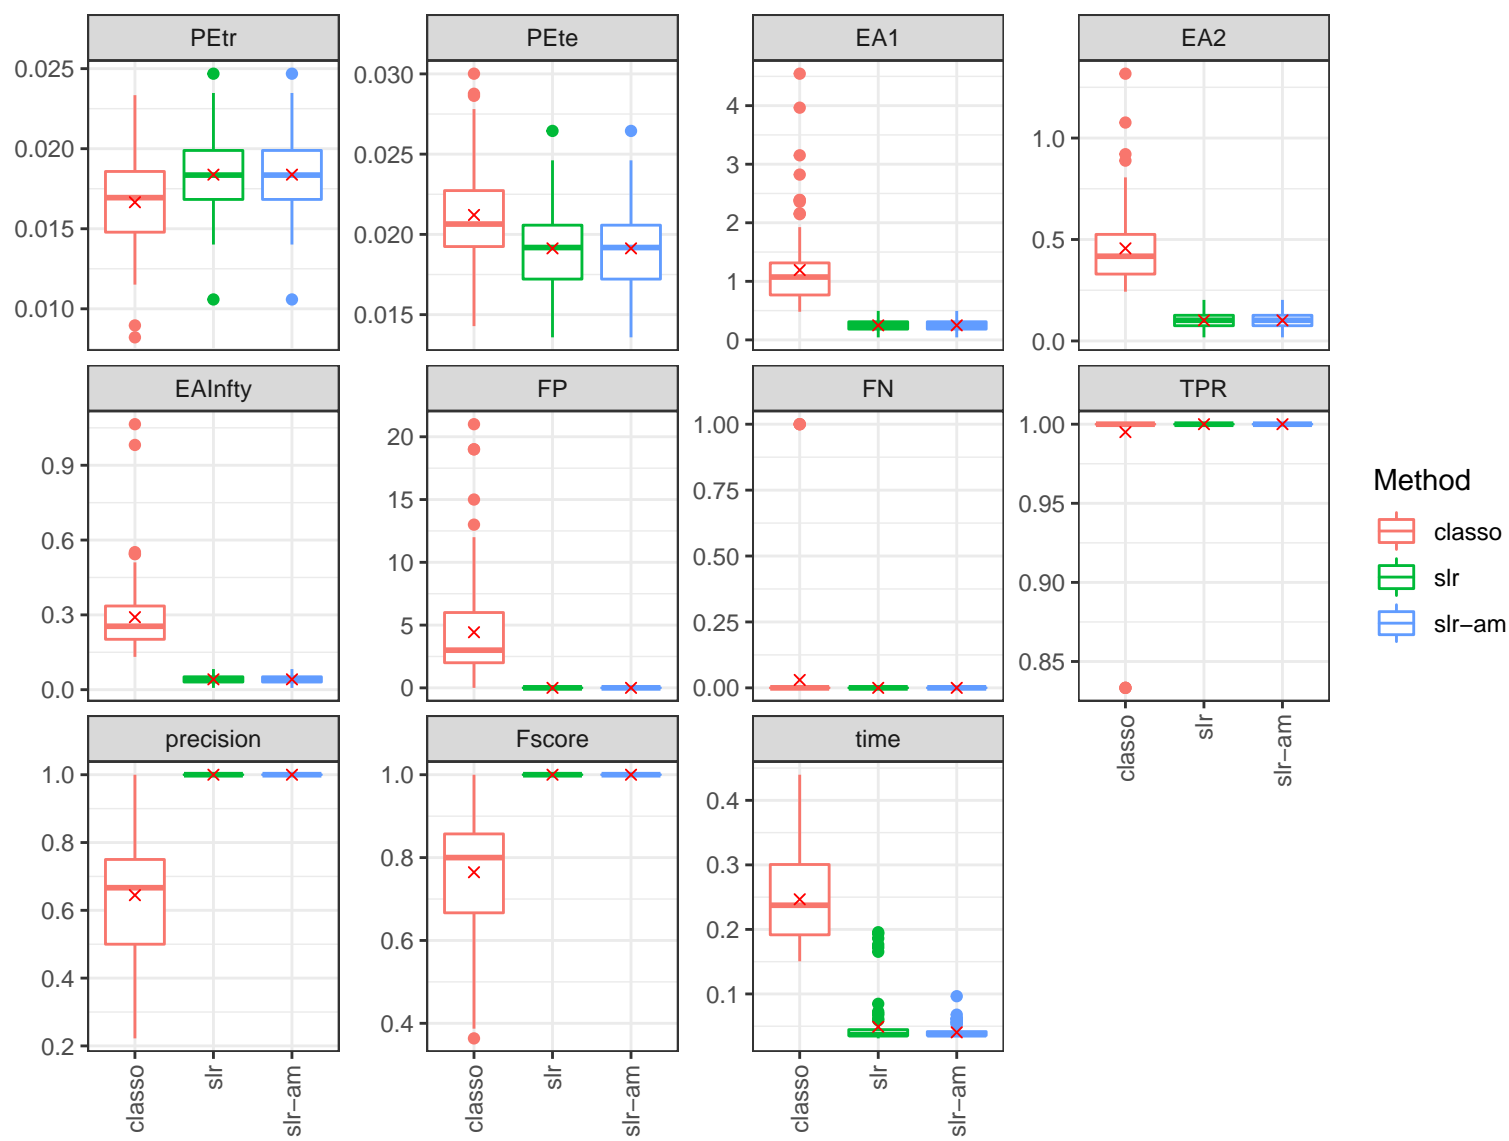 PEtr
PEte
EA1
EA2
0.025
0.020
0.015
0.010
0.030
0.025
0.020
0.015
4
3
2
1
0
1.0
0.5
0.0
EAInfty
FP
FN
TPR
0.9
0.6
0.3
0.0
20
15
10
5
0
1.00
0.75
0.50
0.25
0.00
1.00
0.95
0.90
0.85
classo
slr
slr−am
precision
Fscore
time
1.0
0.8
0.6
0.4
0.2
1.0
0.8
0.6
0.4
0.4
0.3
0.2
0.1
classo
slr
slr−am
classo
slr
slr−am
classo
slr
slr−am
Method
classo
slr
slr−am